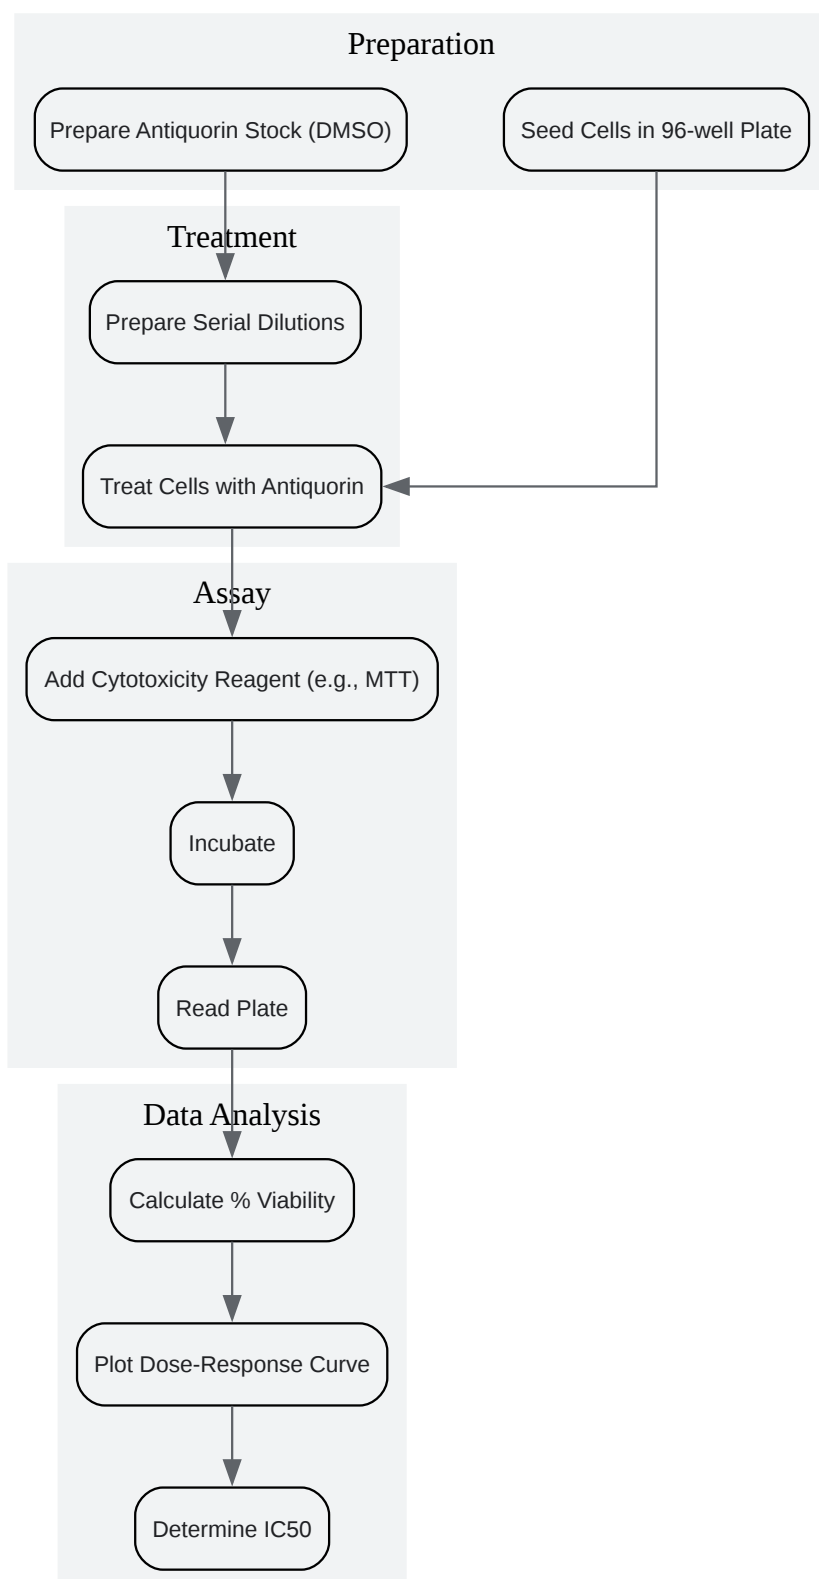 Preparation
Prepare Antiquorin Stock (DMSO)
Seed Cells in 96-well Plate
Treatment
Prepare Serial Dilutions
Treat Cells with Antiquorin
Assay
Add Cytotoxicity Reagent (e.g., MTT)
Incubate
Read Plate
Data Analysis
Calculate % Viability
Plot Dose-Response Curve
Determine IC50